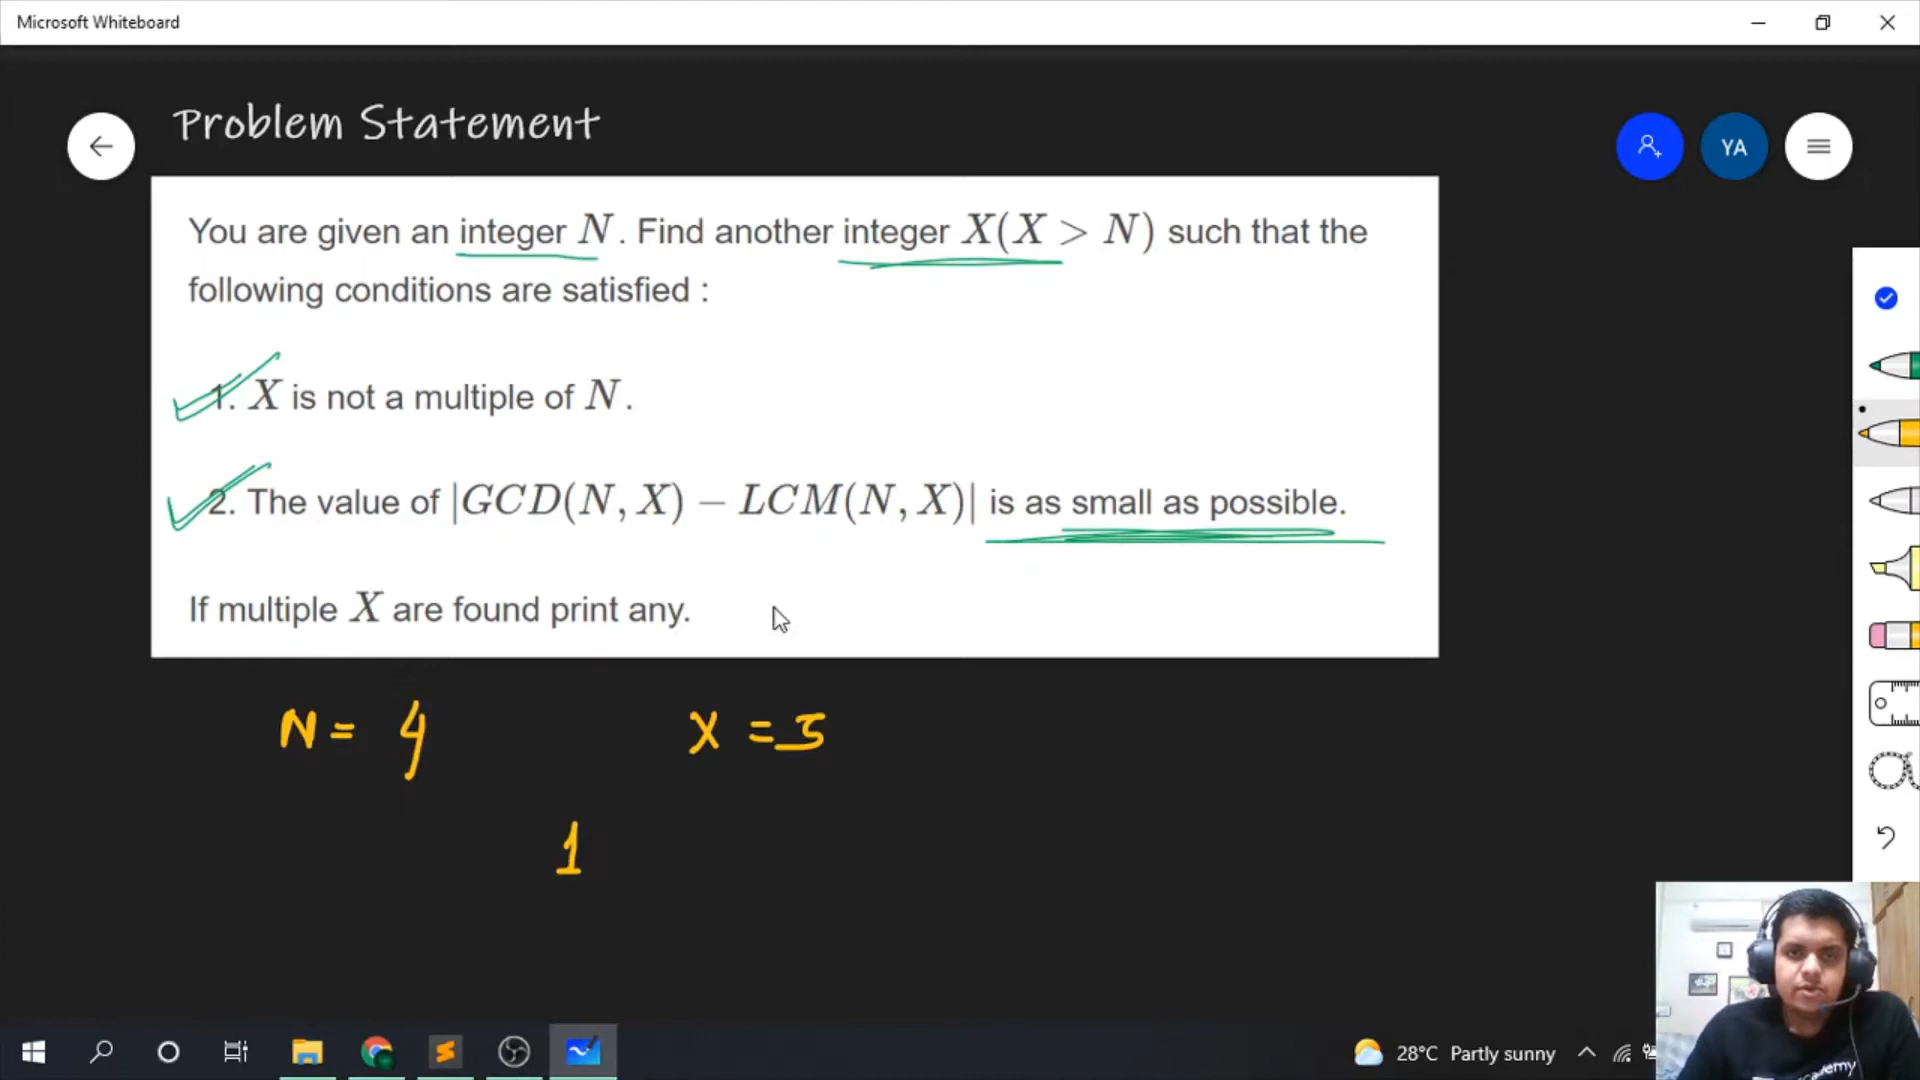 Microsoft Whiteboard
Problem Statement
YA
You are given an integer N. Find another integer X(X > N) such that the
following conditions are satisfied :
1. X is not a multiple of N.
2. The value of |GCD(N, X) − LCM(N, X)| is as small as possible.
If multiple X are found print any.
N = 4 X = 5
1
28°C Partly sunny